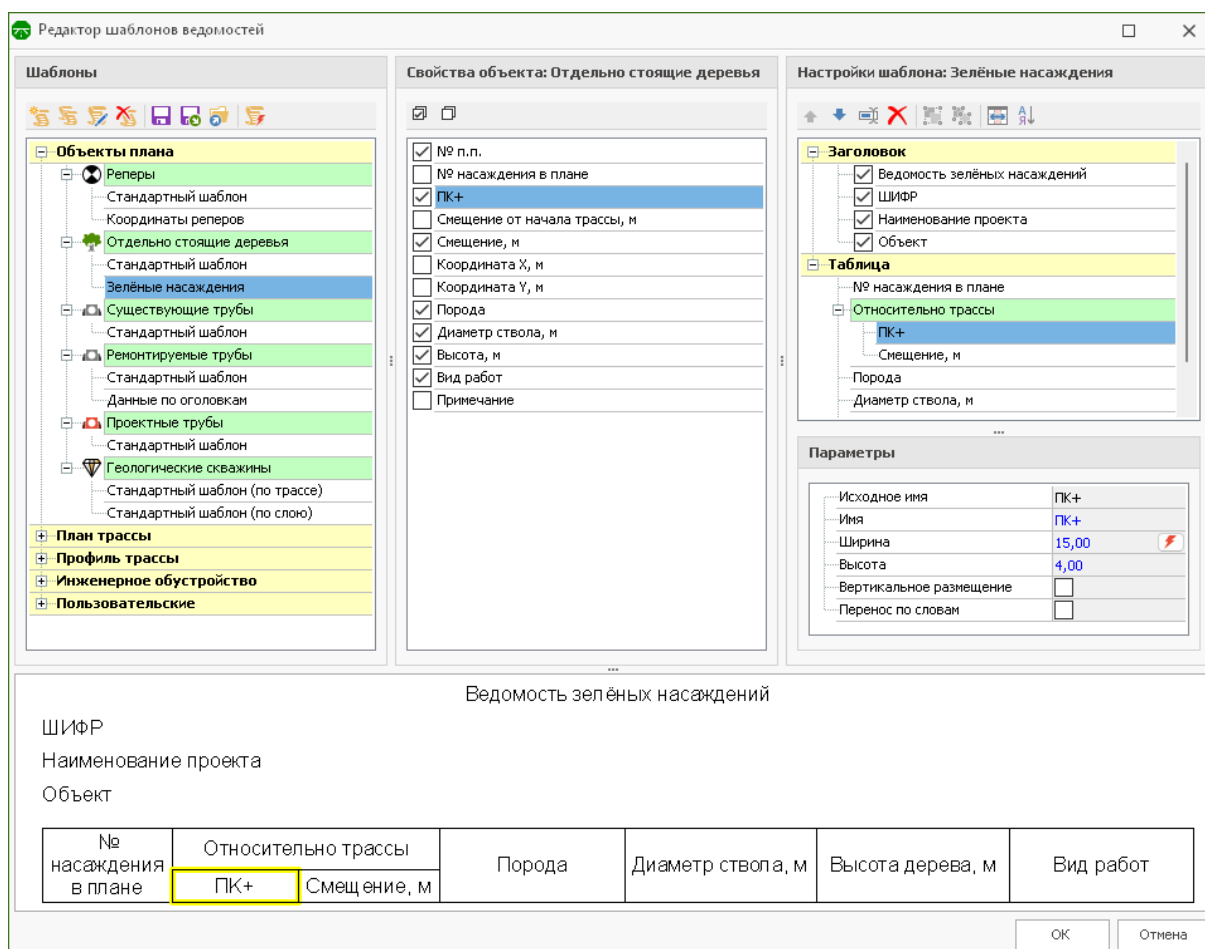 Редактор шаблонов ведомостей
Шаблоны
Объекты плана
Реперы
Стандартный шаблон
Координаты реперов
Отдельно стоящие деревья
Стандартный шаблон
Зелёные насаждения
Существующие трубы
Стандартный шаблон
Ремонтируемые трубы
Стандартный шаблон
Данные по оголовкам
Проектные трубы
Стандартный шаблон
Геологические скважины
Стандартный шаблон (по трассе)
Стандартный шаблон (по слою)
План трассы
Профиль трассы
Инженерное обустройство
Пользовательские
Свойства объекта: Отдельно стоящие деревья
№ п.п.
№ насаждения в плане
ПК+
Смещение от начала трассы, м
Смещение, м
Координата X, м
Координата Y, м
Порода
Диаметр ствола, м
Высота, м
Вид работ
Примечание
Настройки шаблона: Зелёные насаждения
А
Я
Заголовок
Ведомость зелёных насаждений
ШИФР
Наименование проекта
Объект
Таблица
№ насаждения в плане
Относительно трассы
ПК+
Смещение, м
Порода
Диаметр ствола, м
Параметры
Исходное имя ПК+
Имя ПК+
Ширина 15,00
Высота 4,00
Вертикальное размещение
Перенос по словам
Ведомость зелёных насаждений
ШИФР
Наименование проекта
Объект
№ насаждения в плане
Относительно трассы
ПК+
Смещение, м
Порода
Диаметр ствола, м
Высота дерева, м
Вид работ
ОК
Отмена